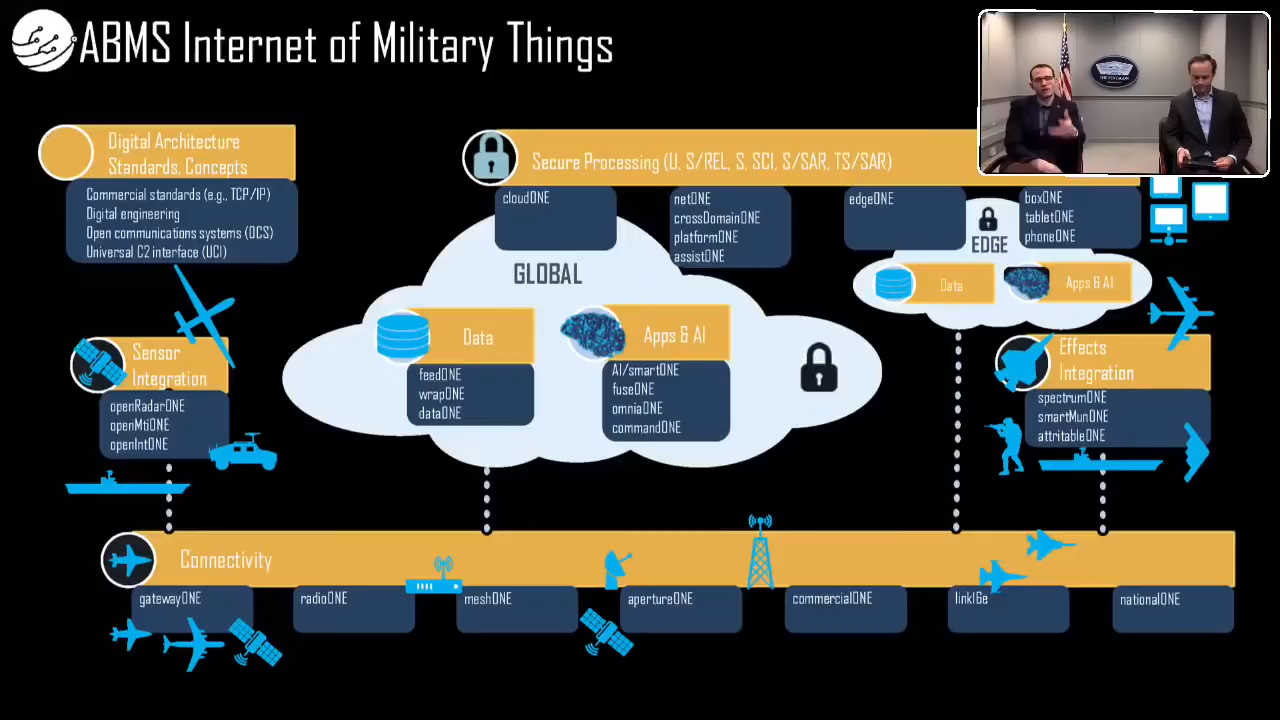 ABMS Internet of Military Things
THE PENTAGON
Digital Architecture
Standards, Concepts
Commercial standards (e.g., TCP/IP)
Digital engineering
Open communications systems (OCS)
Universal C2 interface (UCI)
Secure Processing (U, S/REL, S, SCI, S/SAR, TS/SAR)
cloudONE
netONE
crossDomainONE
platformONE
assistONE
edgeONE
boxONE
tabletONE
phoneONE
GLOBAL
EDGE
Data
Apps & AI
Data
feedONE
wrapONE
dataONE
Apps & AI
AI/smartONE
fuseONE
omniaONE
commandONE
Sensor
Integration
openRadarONE
openMtiONE
openIntONE
Effects
Integration
spectrumONE
smartMunONE
attritableONE
Connectivity
gatewayONE
radioONE
meshONE
apertureONE
commercialONE
link16e
nationalONE